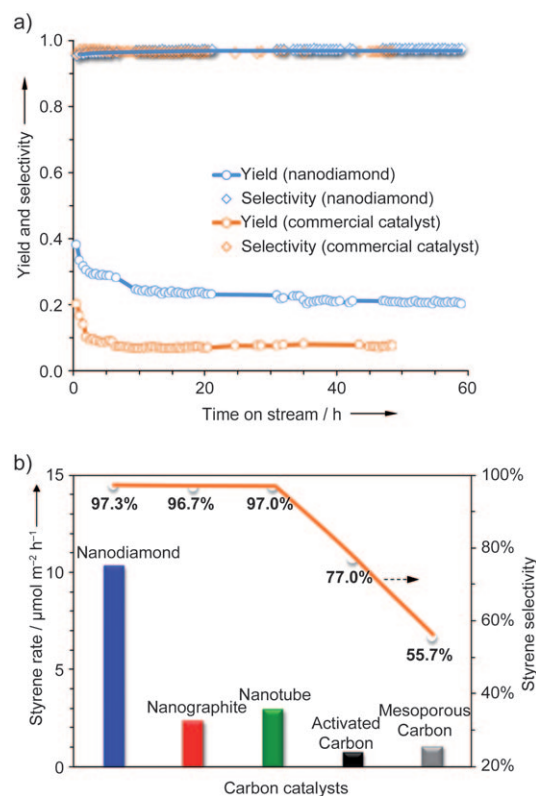 a)
1.0
0.8
0.6
0.4
0.2
0.0
Yield and selectivity
Yield (nanodiamond)
Selectivity (nanodiamond)
Yield (commercial catalyst)
Selectivity (commercial catalyst)
0 20 40 60
Time on stream / h
b)
15
10
5
0
Styrene rate / μmol m⁻² h⁻¹
97.3% 96.7% 97.0%
77.0%
55.7%
Nanodiamond
Nanographite
Nanotube
Activated
Carbon
Mesoporous
Carbon
100%
80%
60%
40%
36%
20%
Styrene selectivity
Carbon catalysts